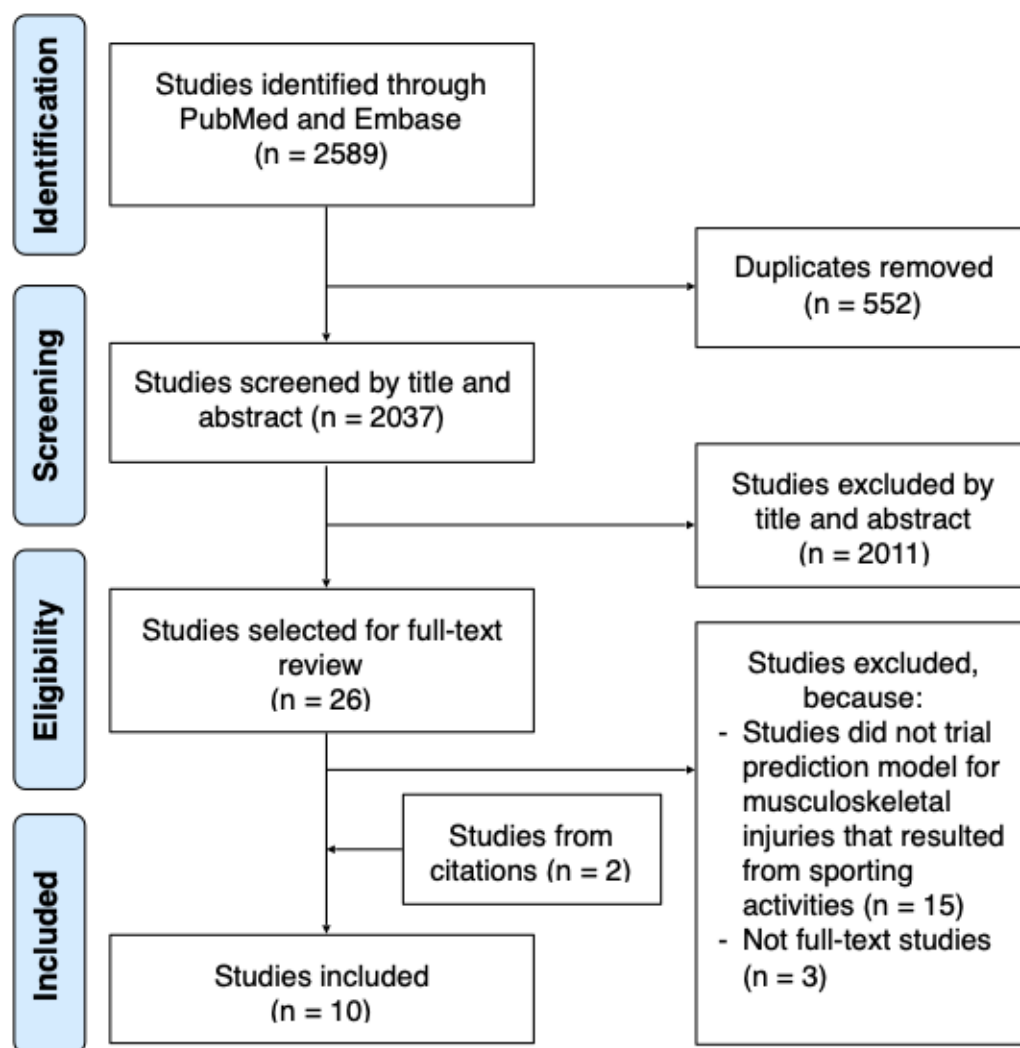 Identification
Studies identified through
PubMed and Embase
(n = 2589)
Duplicates removed
(n = 552)
Screening
Studies screened by title and
abstract (n = 2037)
Studies excluded by
title and abstract
(n = 2011)
Eligibility
Studies selected for full-text
review
(n = 26)
Studies excluded,
because:
- Studies did not trial
prediction model for
musculoskeletal
injuries that resulted
from sporting
activities (n = 15)
- Not full-text studies
(n = 3)
Studies from
citations (n = 2)
Included
Studies included
(n = 10)